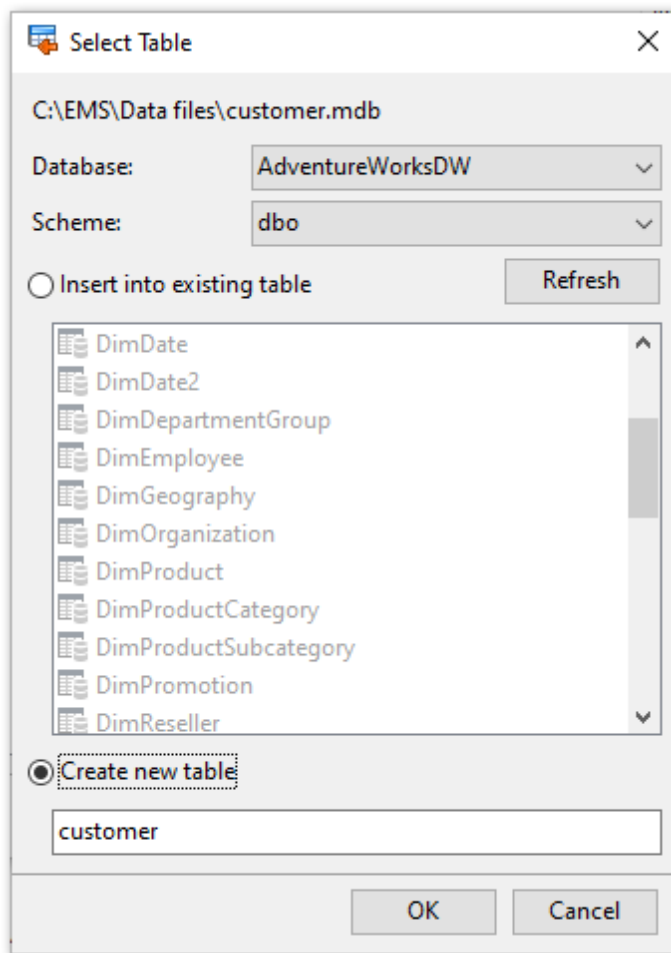 Select Table
C:\EMS\Data files\customer.mdb
Database: AdventureWorksDW
Scheme: dbo
Insert into existing table Refresh
DimDate
DimDate2
DimDepartmentGroup
DimEmployee
DimGeography
DimOrganization
DimProduct
DimProductCategory
DimProductSubcategory
DimPromotion
DimReseller
Create new table
customer
OK Cancel